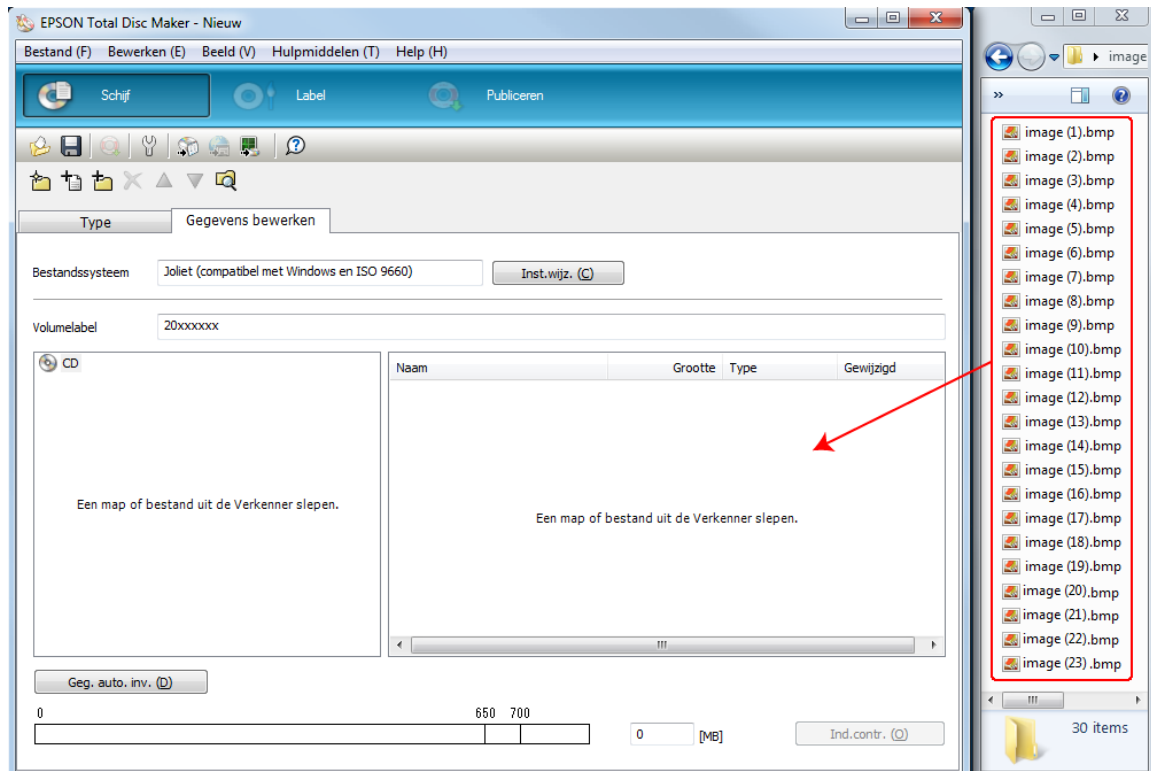 EPSON Total Disc Maker - Nieuw
Bestand (F) Bewerken (E) Beeld (V) Hulpmiddelen (T) Help (H)
Schijf Label Publiceren
Type Gegevens bewerken
Bestandssysteem Joliet (compatibel met Windows en ISO 9660) Inst.wijz. (C)
Volumelabel 20xxxxxx
CD
Naam Grootte Type Gewijzigd
Een map of bestand uit de Verkenner slepen.
Een map of bestand uit de Verkenner slepen.
Geg. auto. inv. (D)
0 650 700
0 [MB] Ind.contr. (O)
image
»
image (1).bmp
image (2).bmp
image (3).bmp
image (4).bmp
image (5).bmp
image (6).bmp
image (7).bmp
image (8).bmp
image (9).bmp
image (10).bmp
image (11).bmp
image (12).bmp
image (13).bmp
image (14).bmp
image (15).bmp
image (16).bmp
image (17).bmp
image (18).bmp
image (19).bmp
image (20).bmp
image (21).bmp
image (22).bmp
image (23) .bmp
30 items